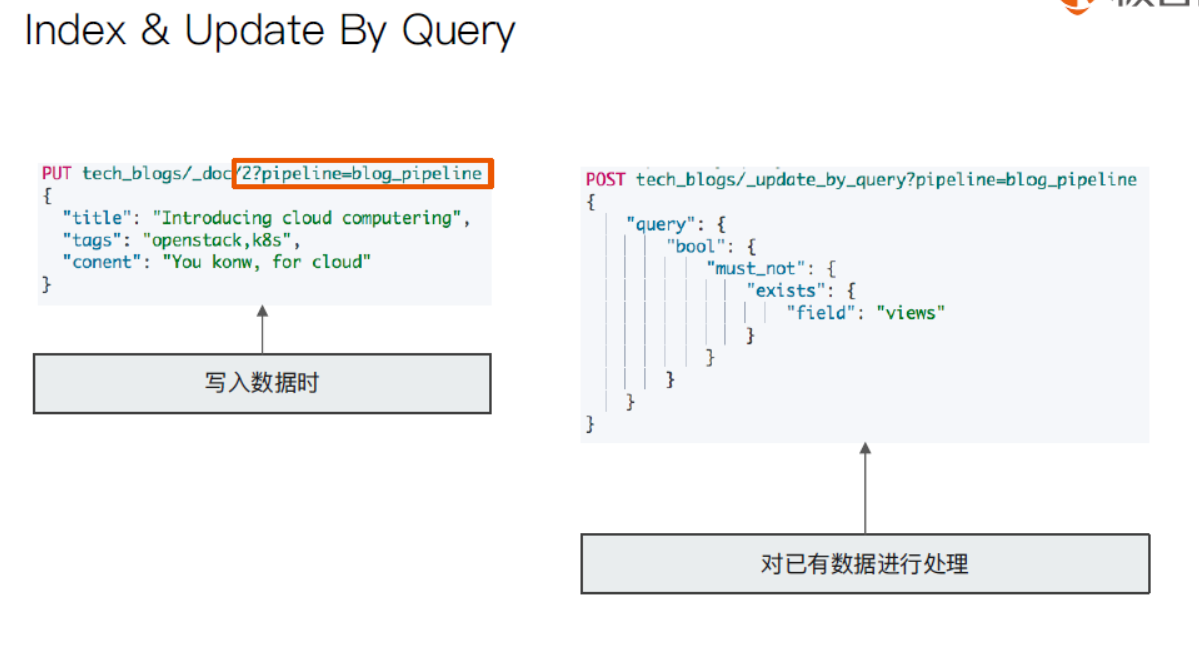 Index & Update By Query
PUT tech_blogs/_doc/2?pipeline=blog_pipeline
{
  "title": "Introducing cloud computering",
  "tags": "openstack,k8s",
  "conent": "You konw, for cloud"
}
写入数据时
POST tech_blogs/_update_by_query?pipeline=blog_pipeline
{
    "query": {
        "bool": {
            "must_not": {
                "exists": {
                    "field": "views"
                }
            }
        }
    }
}
对已有数据进行处理